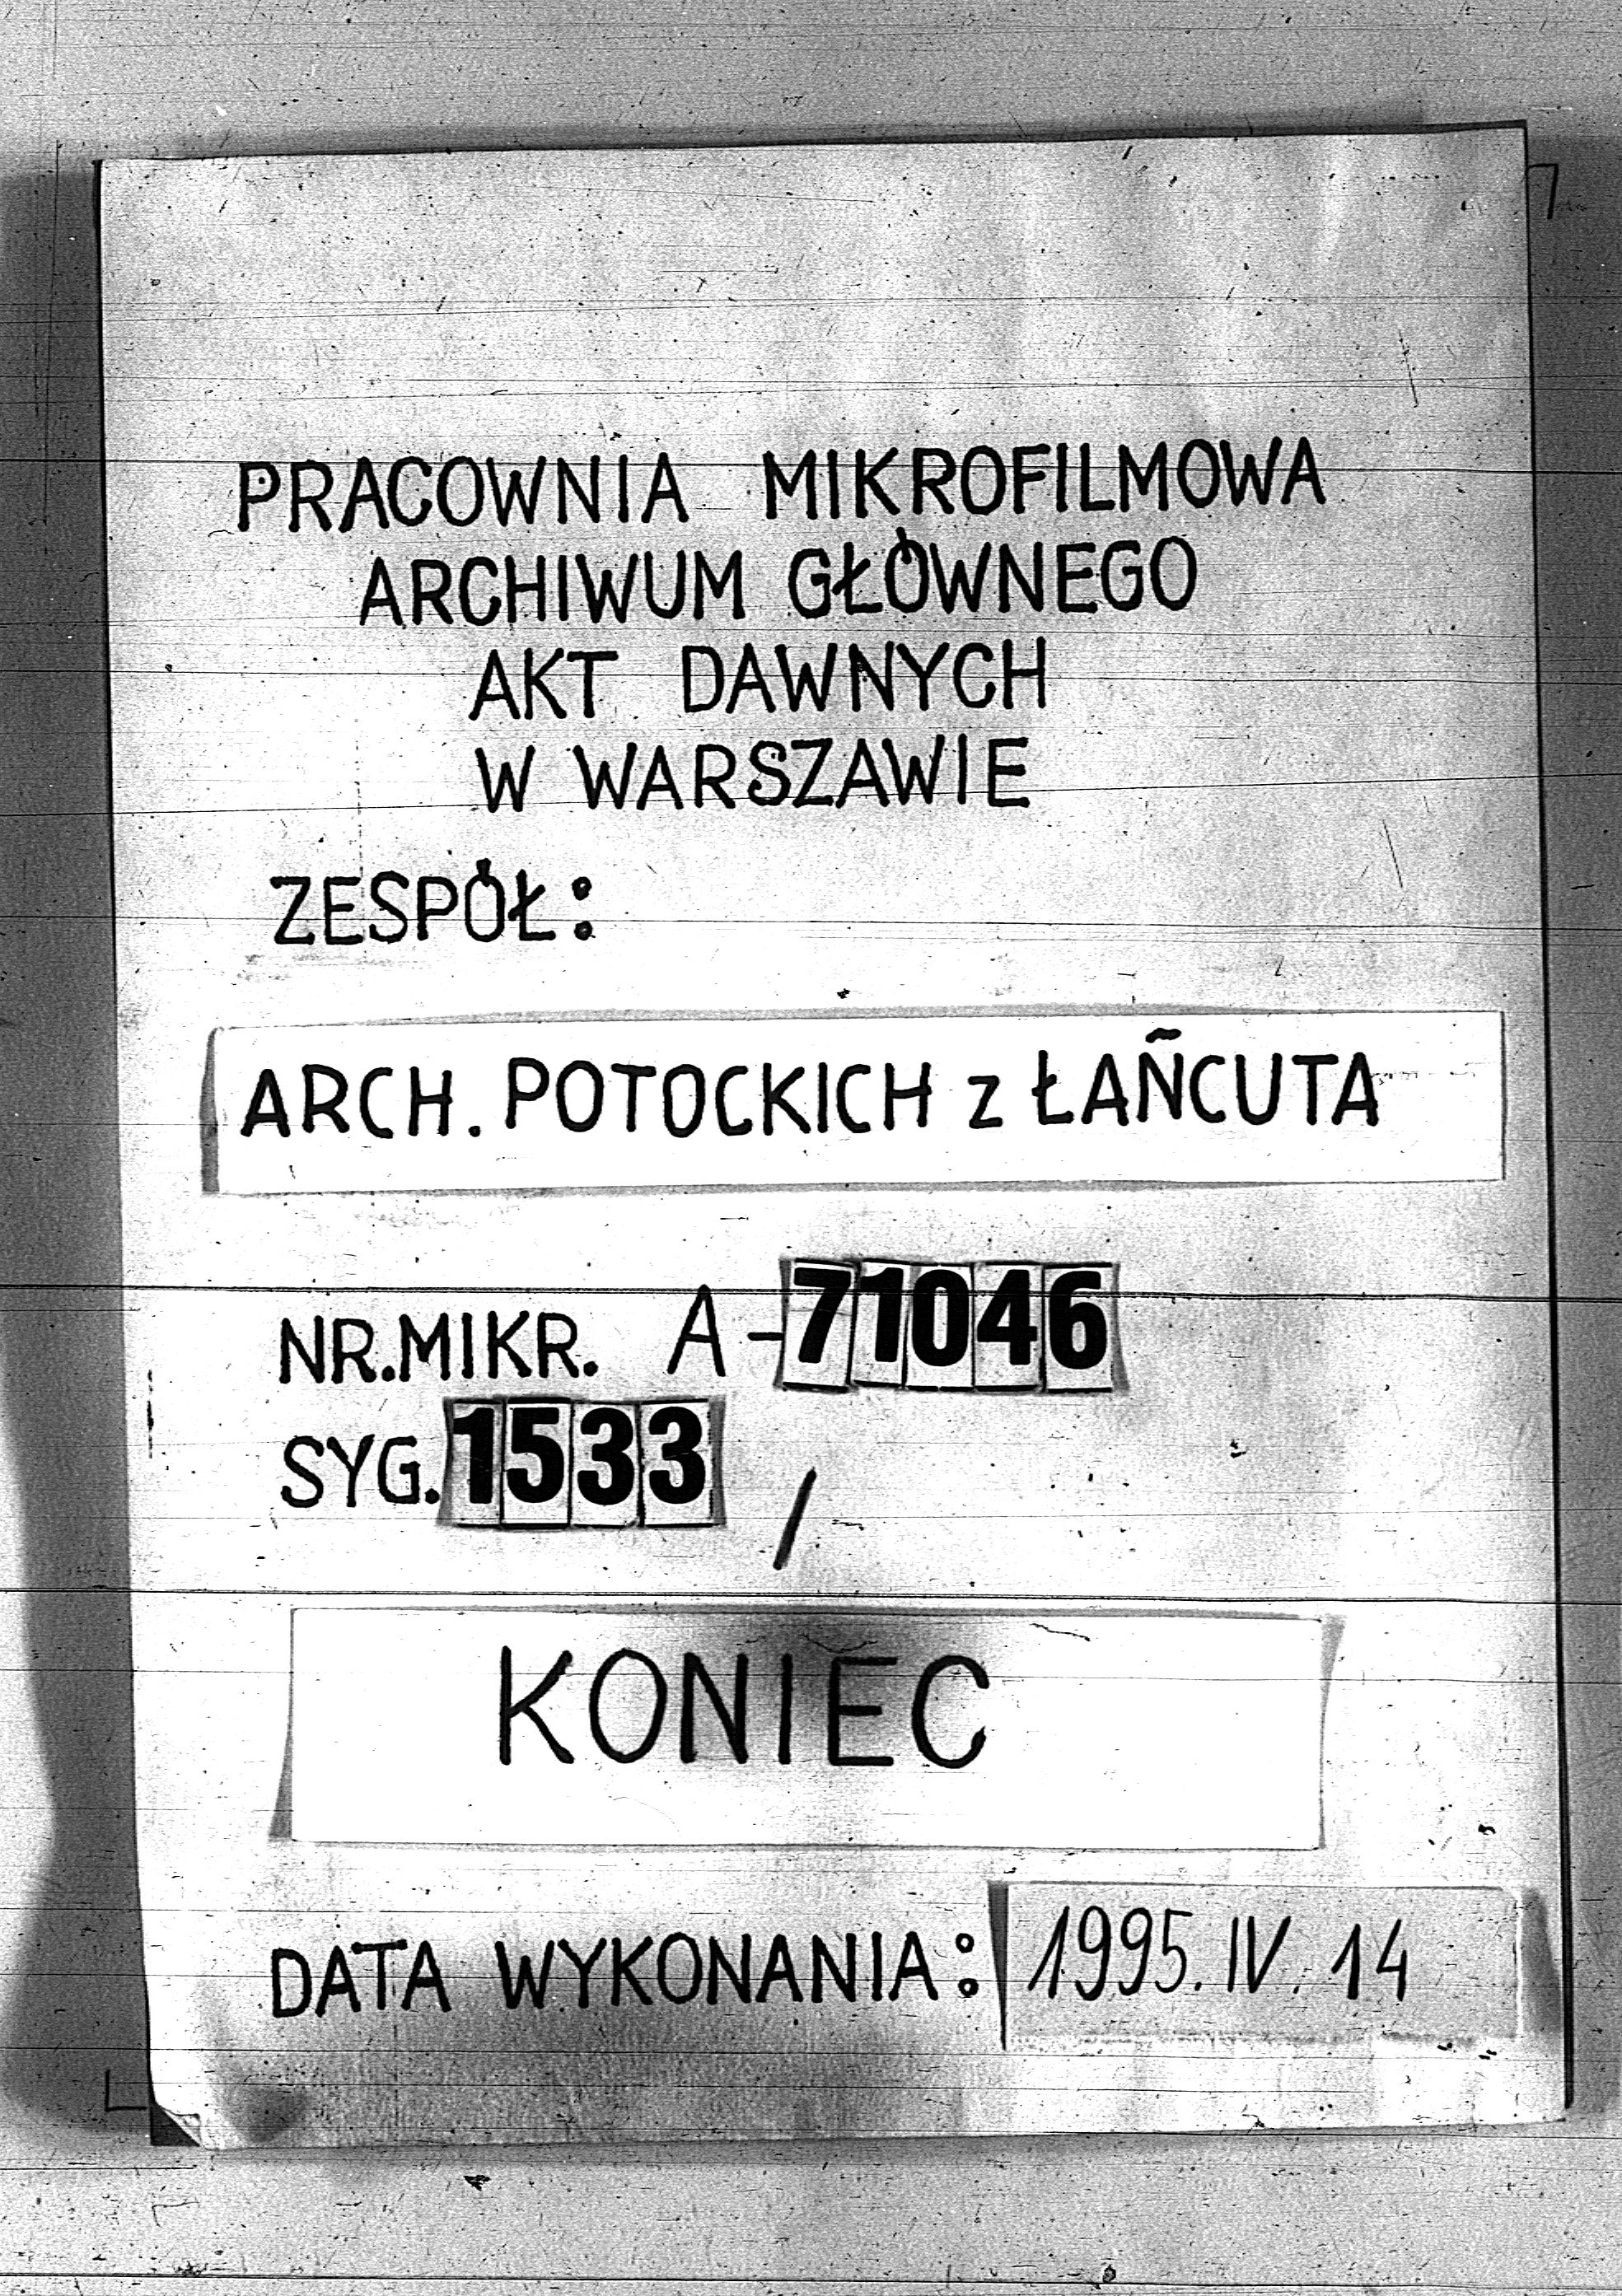 PRACOWNIA MIKROFILMOWA
ARCHIWUM GŁÓWNEGO
AKT DAWNYCH
W WARSZAWIE
ZESPÓŁ:
ARCH. POTOCKICH z ŁAÑCUTA
NR.MIKR. A-71046
SYG. 1533 /
KONIEC
DATA WYKONANIA: 1995.IV.14